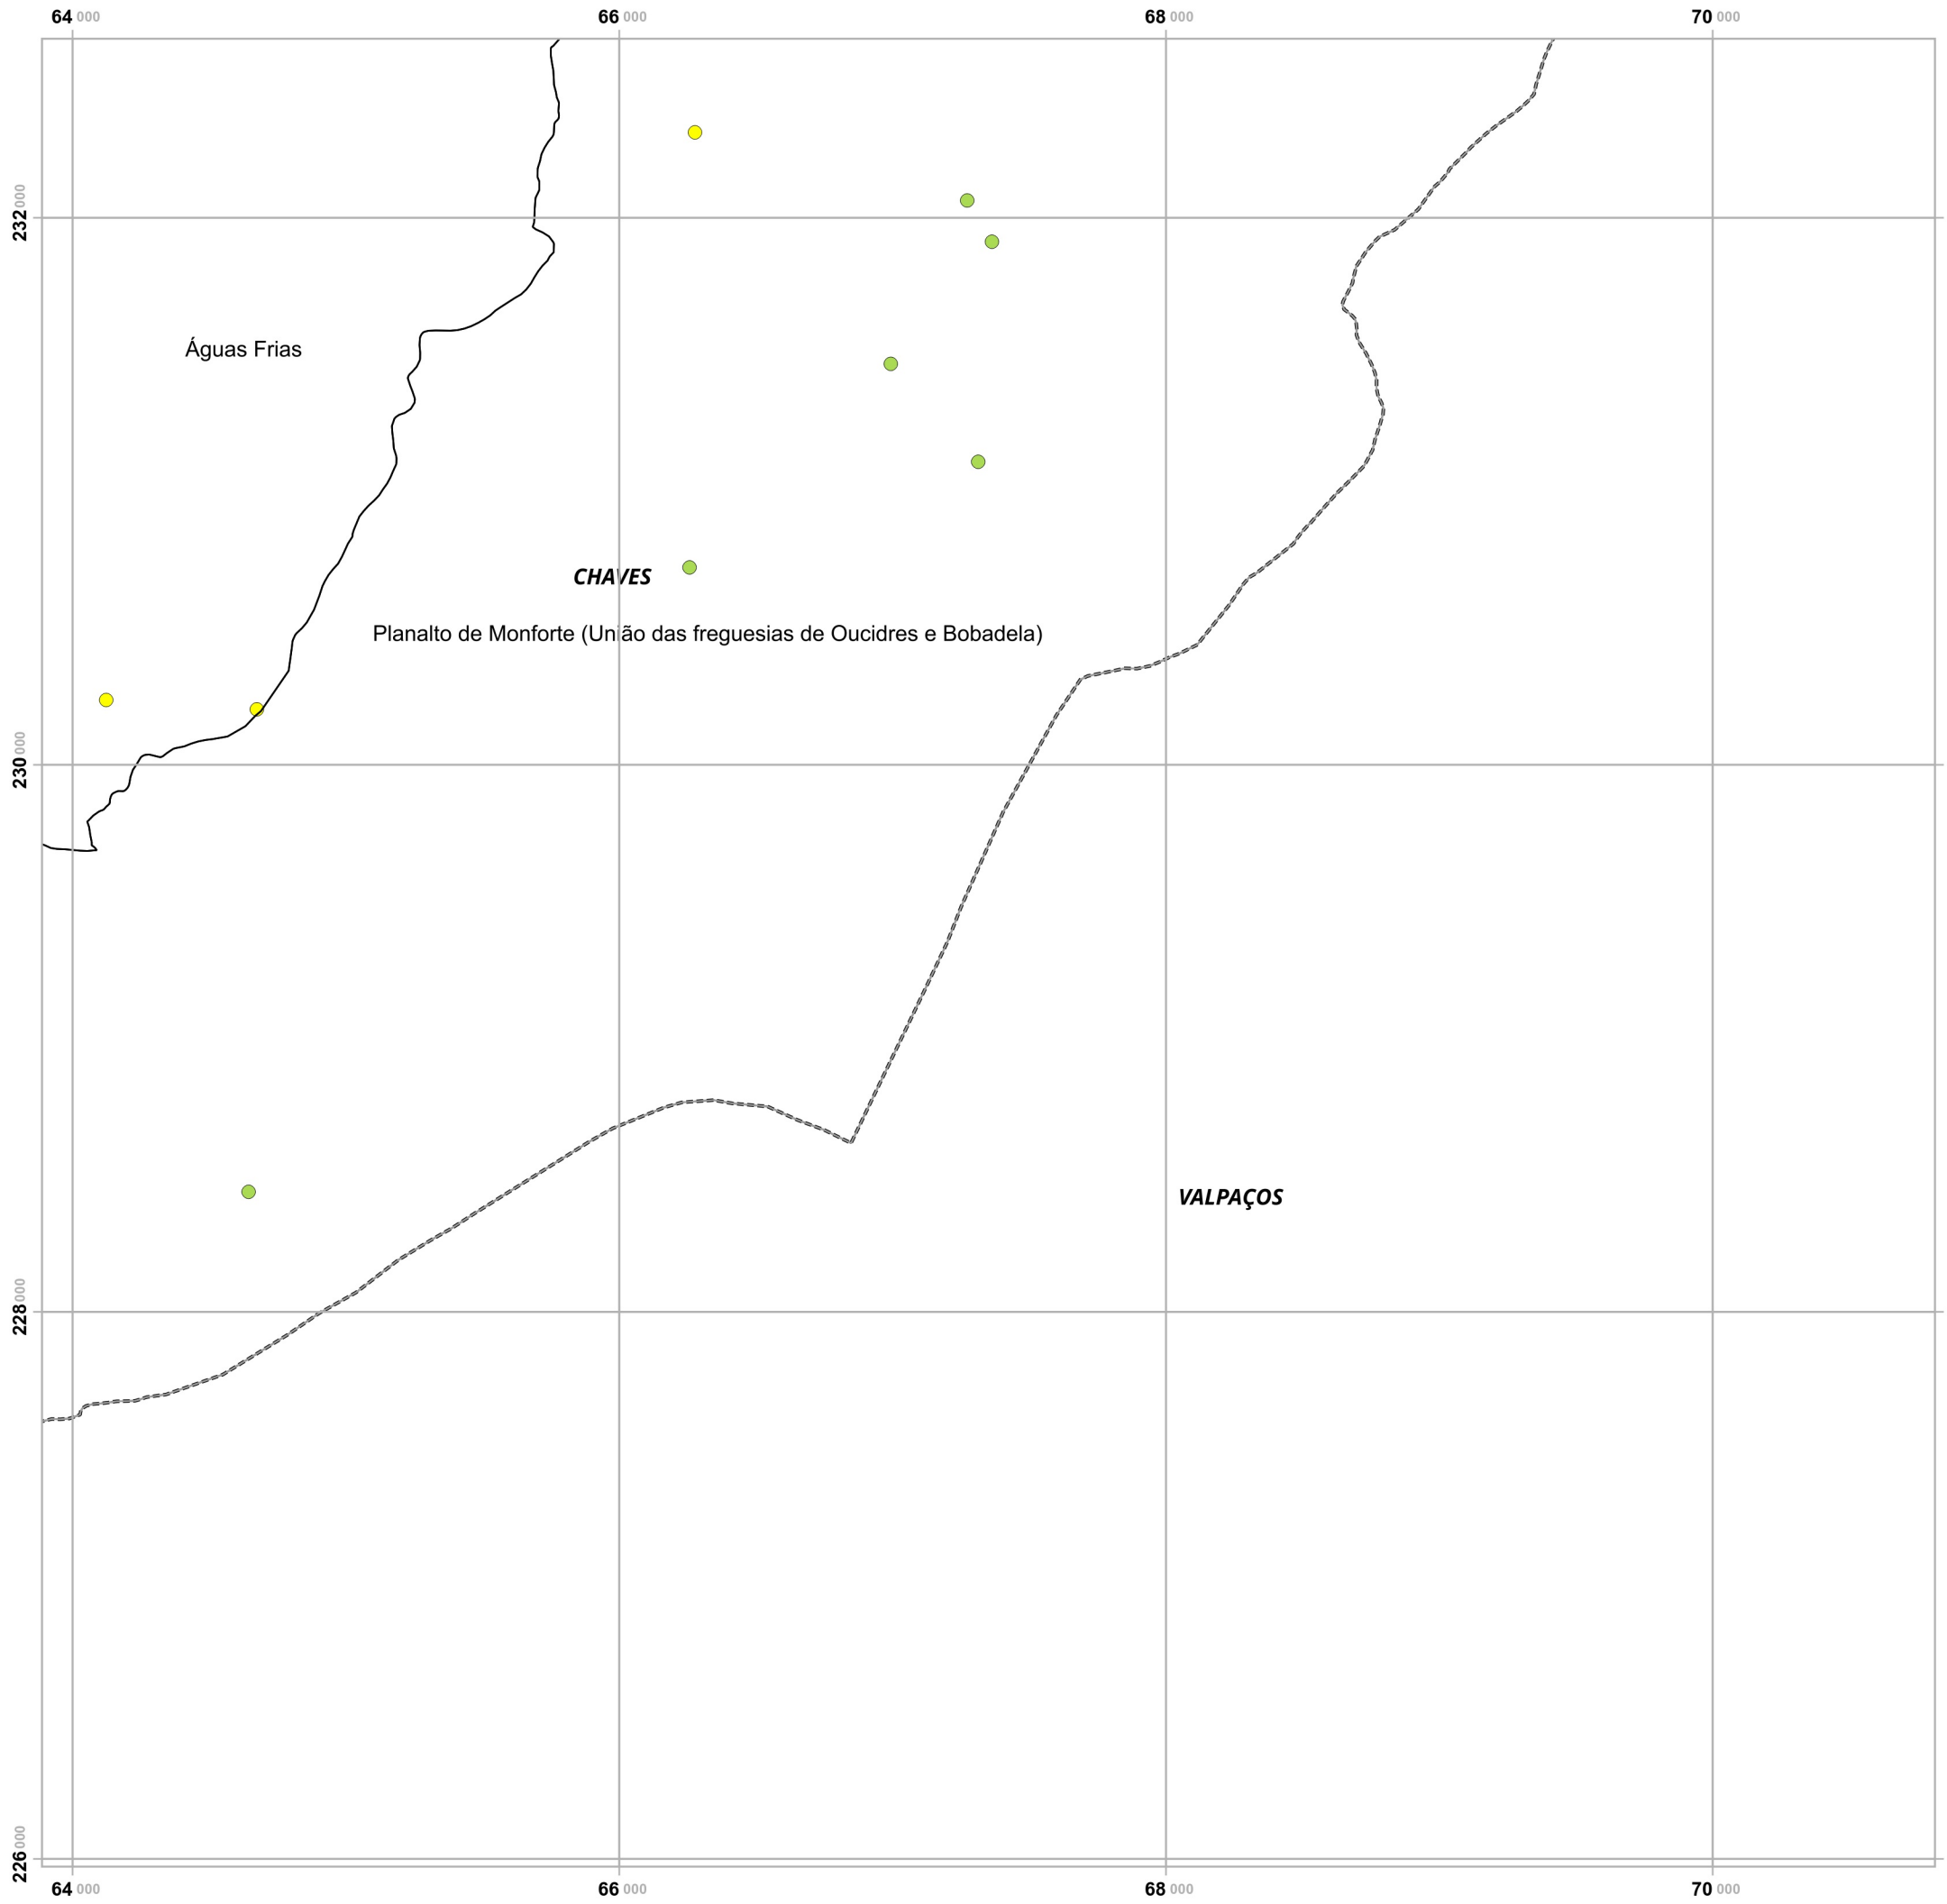 64 000 66 000 68 000 70 000
232 000
Águas Frias
CHAVES
Planalto de Monforte (União das freguesias de Oucidres e Bobadela)
230 000
VALPAÇOS
228 000
226 000
64 000 66 000 68 000 70 000